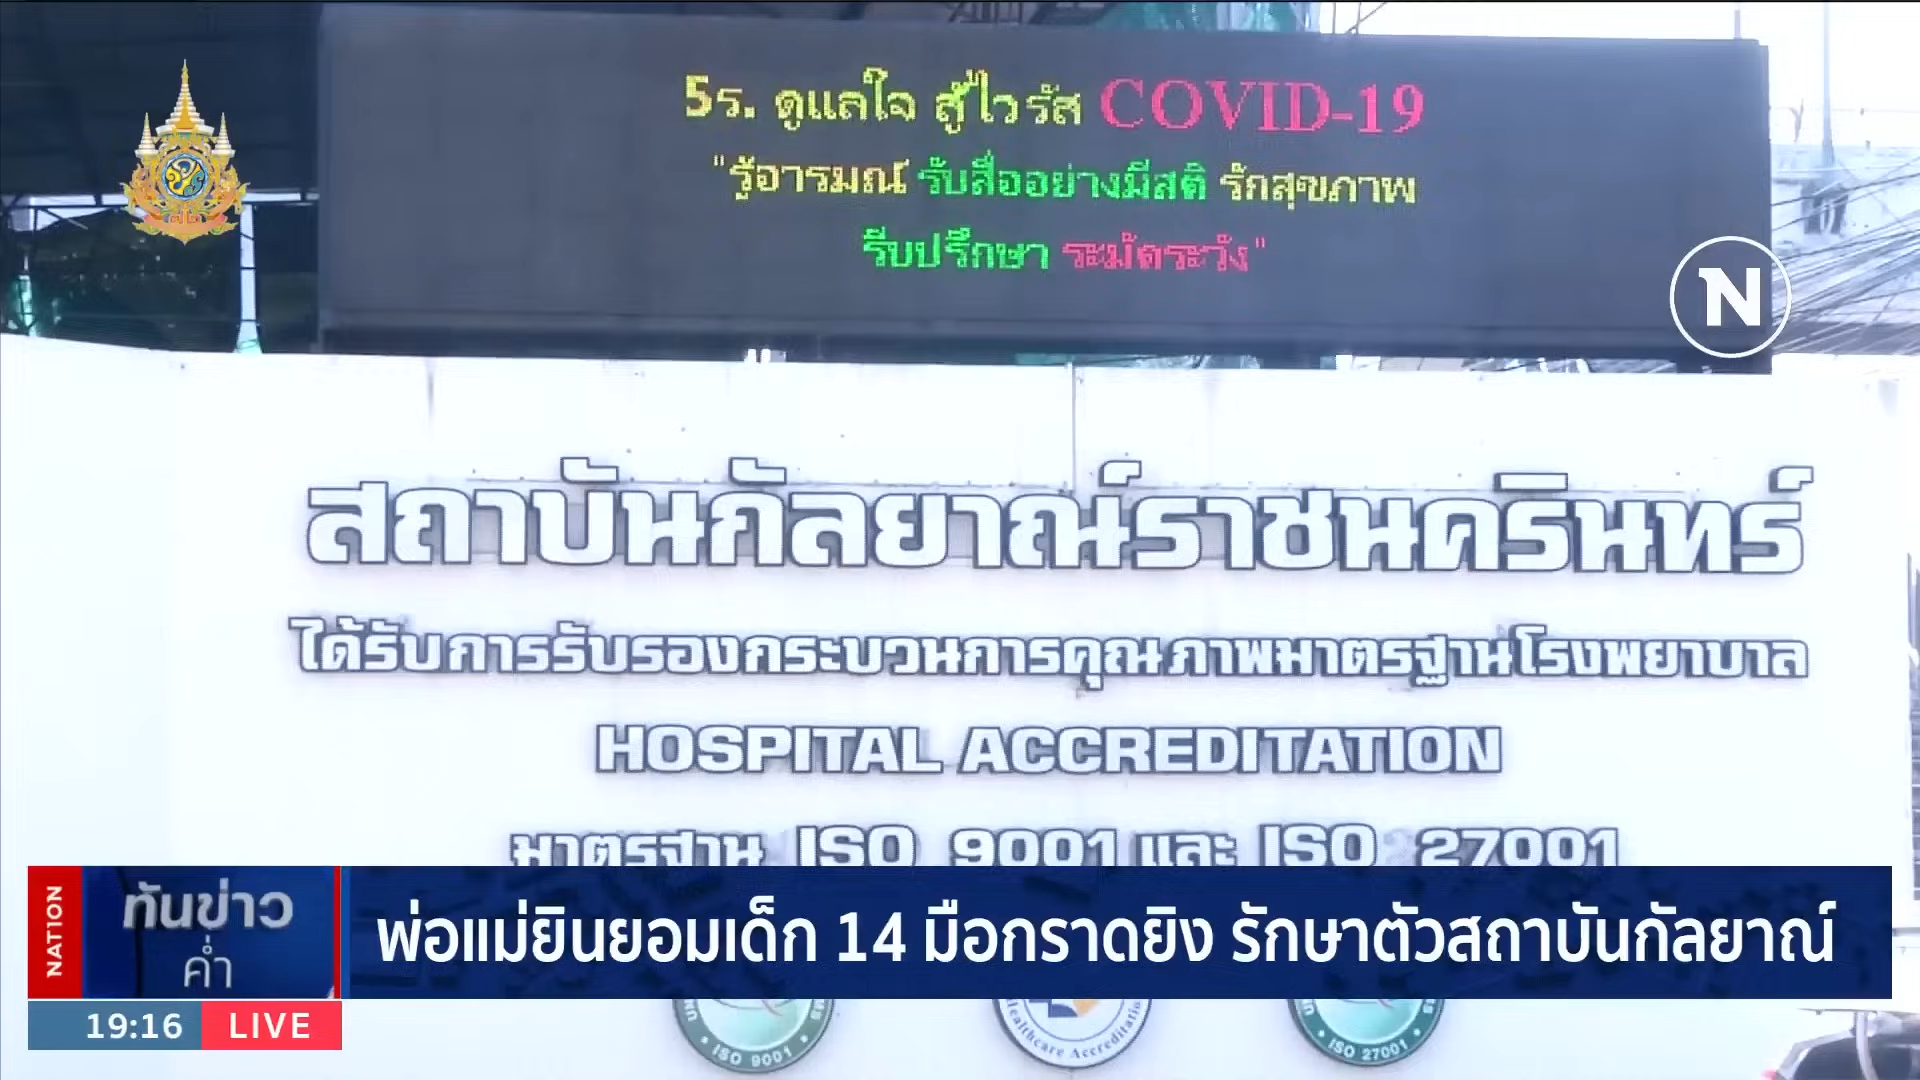 5ร. ดูแลใจ สู้ไวรัส COVID-19
"รู้อารมณ์ รับสื่ออย่างมีสติ รักสุขภาพ
รีบปรึกษา ระมัดระวัง"
N
สถาบันกัลยาณ์ราชนครินทร์
ได้รับการรับรองกระบวนการคุณภาพมาตรฐานโรงพยาบาล
HOSPITAL ACCREDITATION
มาตรฐาน ISO 9001 และ ISO 27001
NATION
ทันข่าว
ค่ำ
พ่อแม่ยินยอมเด็ก 14 มือกราดยิง รักษาตัวสถาบันกัลยาณ์
19:16 LIVE
ISO 9001
Healthcare Accreditation
ISO 27001